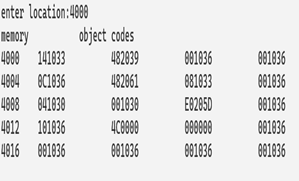 enter location:4000
memory object codes
4000 141033 482039 001036 001036
4004 0C1036 482061 081033 001036
4008 041030 001030 E0205D 001036
4012 101036 4C0000 000000 001036
4016 001036 001036 001036 001036